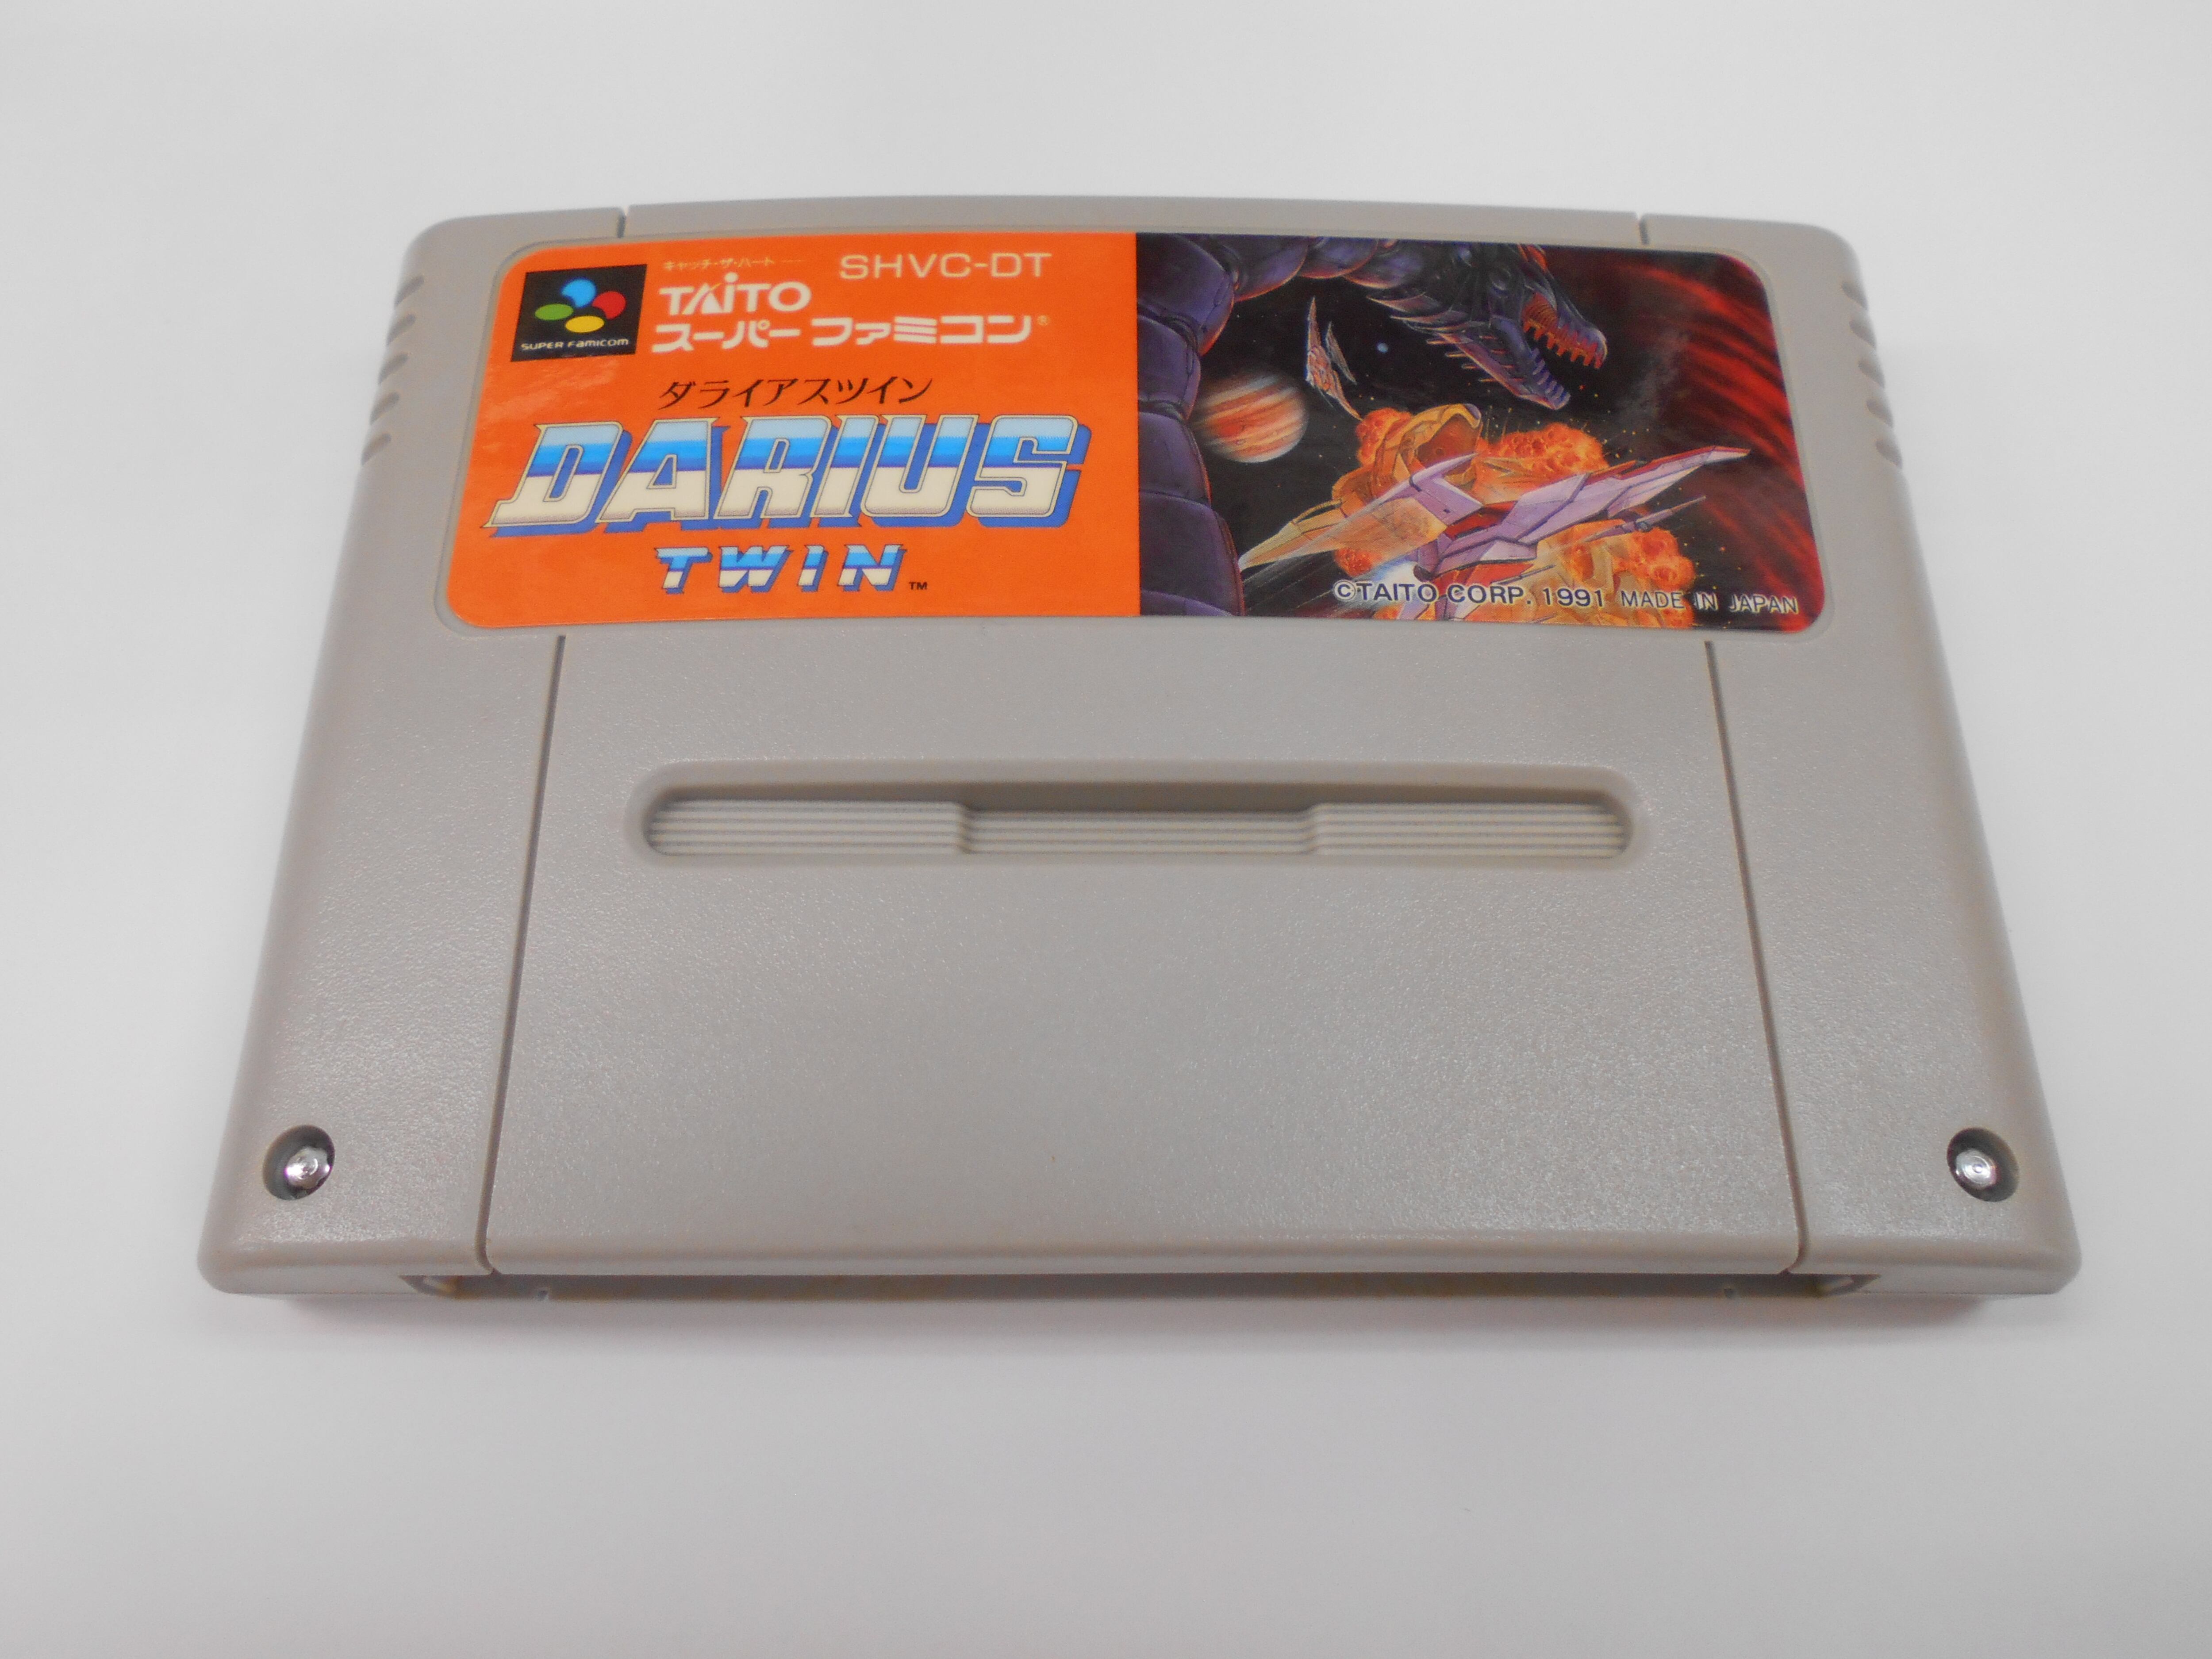 SUPER FAMICOM
キャッチ・ザ・ハート
SHVC-DT
TAITO
スーパーファミコン®
ダライアスツイン
DARIUS
TWIN™
©TAITO CORP. 1991 MADE IN JAPAN